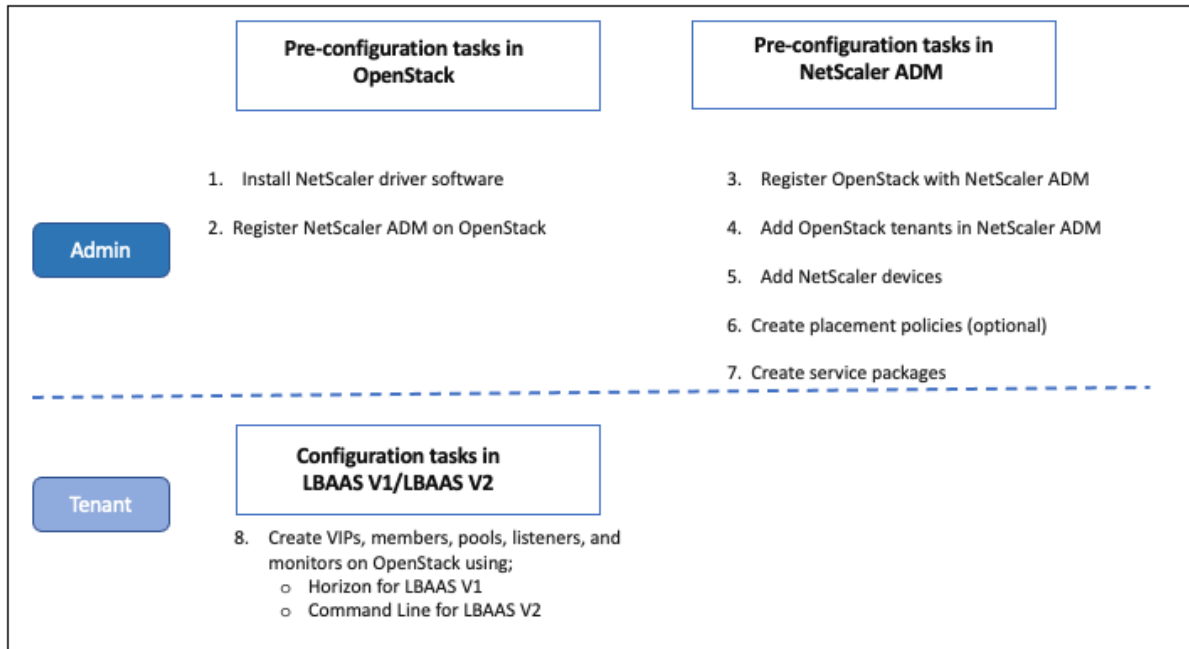 Pre-configuration tasks in
OpenStack
Pre-configuration tasks in
NetScaler ADM
Admin
1. Install NetScaler driver software
2. Register NetScaler ADM on OpenStack
3. Register OpenStack with NetScaler ADM
4. Add OpenStack tenants in NetScaler ADM
5. Add NetScaler devices
6. Create placement policies (optional)
7. Create service packages
Tenant
Configuration tasks in
LBAAS V1/LBAAS V2
8. Create VIPs, members, pools, listeners, and
monitors on OpenStack using;
o Horizon for LBAAS V1
o Command Line for LBAAS V2